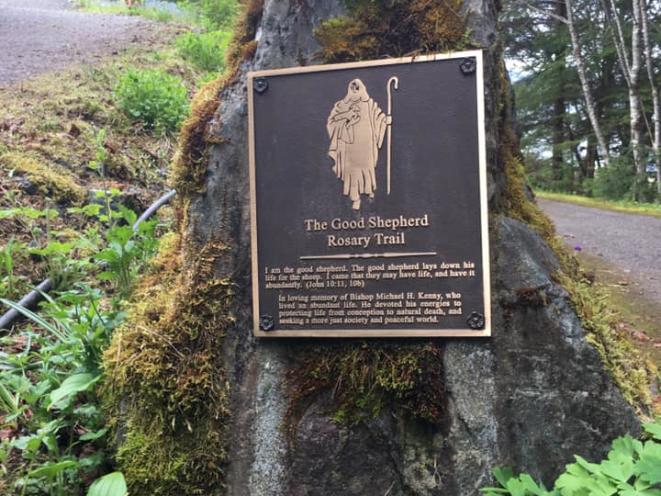 The Good Shepherd
Rosary Trail
I am the good shepherd. The good shepherd lays down his
life for the sheep. I came that they may have life, and have it
abundantly. (John 10:11, 10b)
In loving memory of Bishop Michael H. Kenny, who
lived an abundant life. He devoted his energies to
protecting life from conception to natural death, and
seeking a more just society and peaceful world.